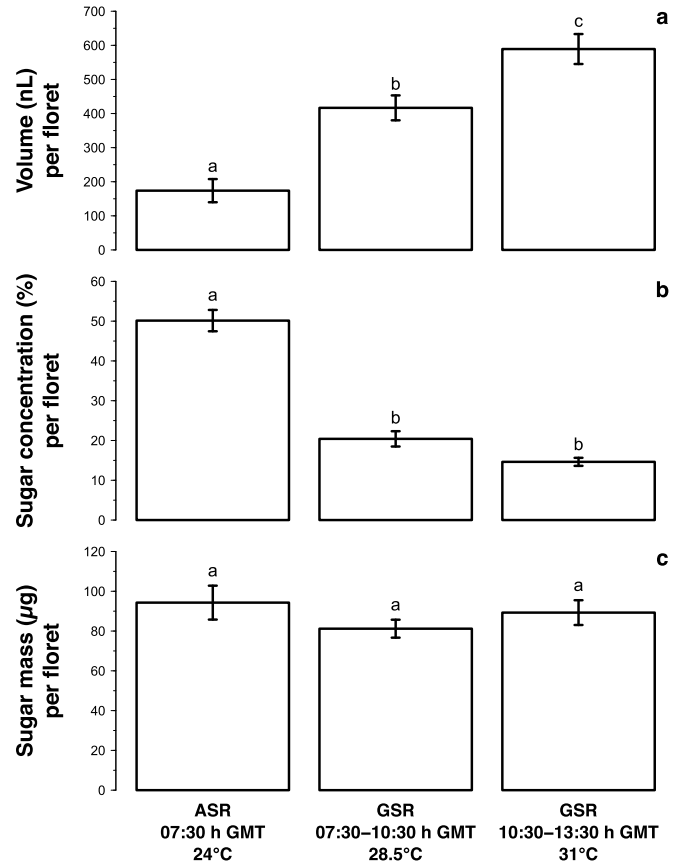 a
700
600
500
400
300
200
100
0
Volume (nL)
per floret
a
b
c
b
60
50
40
30
20
10
0
Sugar concentration (%)
per floret
a
b
b
c
120
100
80
60
40
20
0
Sugar mass (µg)
per floret
a
a
a
ASR
07:30 h GMT
24°C
GSR
07:30–10:30 h GMT
28.5°C
GSR
10:30–13:30 h GMT
31°C